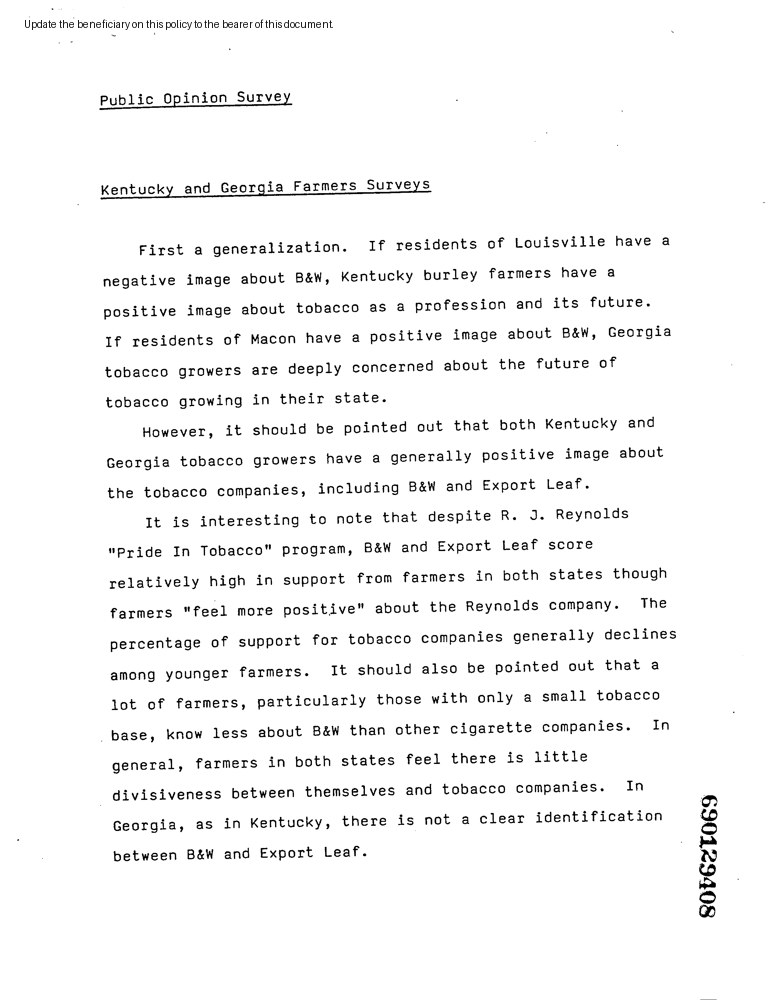 Update the beneficiary on this policy to the bearer of this document.
Public Opinion Survey
Kentucky and Georgia Farmers Surveys
First a generalization. If residents of Louisville have a
negative image about B&W, Kentucky burley farmers have a
positive image about tobacco as a profession and its future.
If residents of Macon have a positive image about B&W, Georgia
tobacco growers are deeply concerned about the future of
tobacco growing in their state.
However, it should be pointed out that both Kentucky and
Georgia tobacco growers have a generally positive image about
the tobacco companies, including B&W and Export Leaf.
It is interesting to note that despite R. J. Reynolds
"Pride In Tobacco" program, B&W and Export Leaf score
relatively high in support from farmers in both states though
farmers "feel more positive" about the Reynolds company. The
percentage of support for tobacco companies generally declines
among younger farmers. It should also be pointed out that a
lot of farmers, particularly those with only a small tobacco
base, know less about B&W than other cigarette companies. In
general, farmers in both states feel there is little
divisiveness between themselves and tobacco companies. In
Georgia, as in Kentucky, there is not a clear identification
between B&W and Export Leaf.
690129408